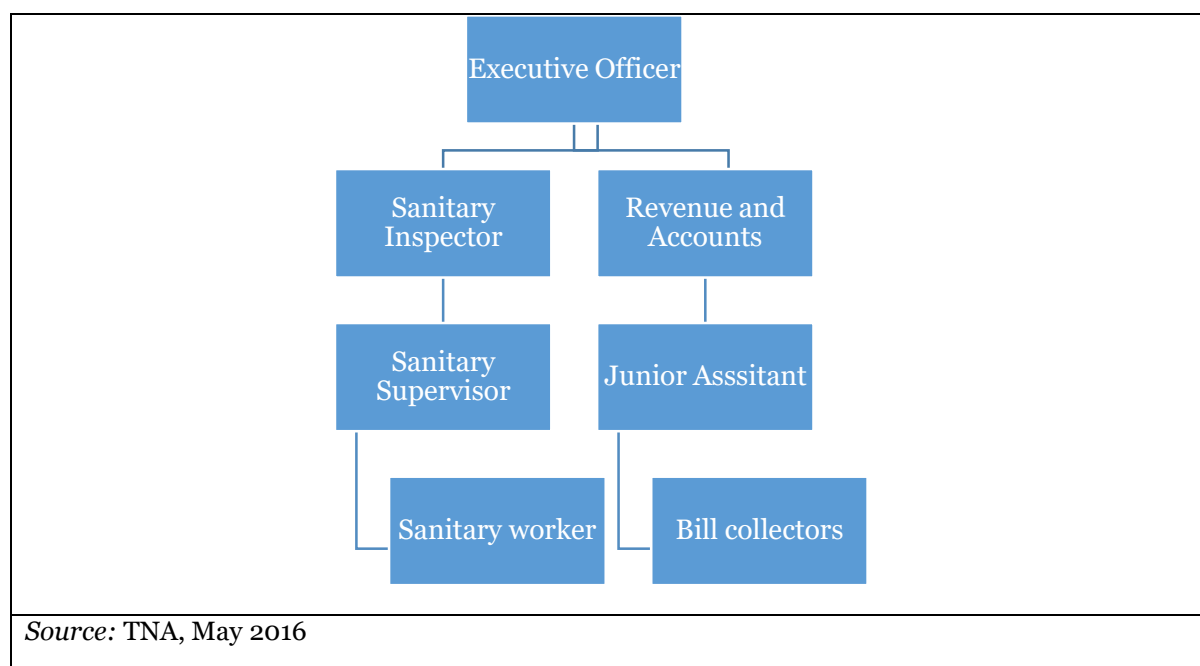 Executive Officer
Sanitary
Inspector
Revenue and
Accounts
Sanitary
Supervisor
Junior Asssitant
Sanitary worker
Bill collectors
Source: TNA, May 2016